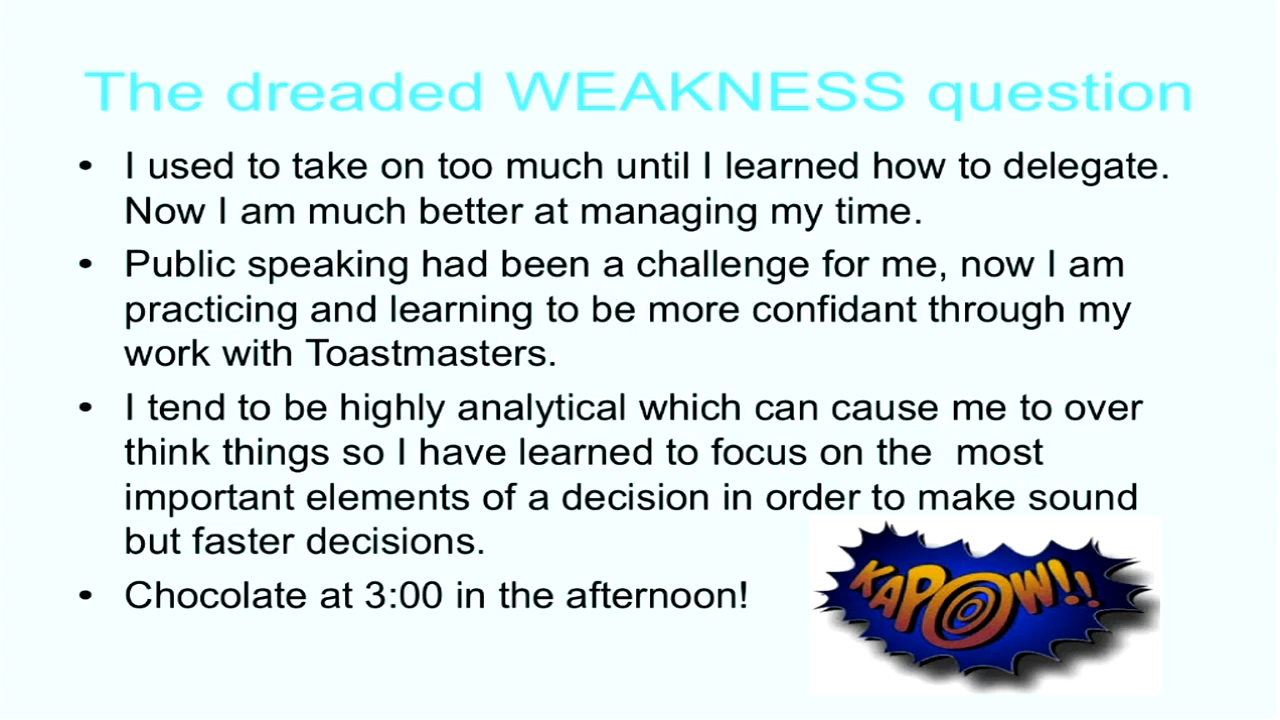 The dreaded WEAKNESS question
• I used to take on too much until I learned how to delegate.
Now I am much better at managing my time.
• Public speaking had been a challenge for me, now I am
practicing and learning to be more confidant through my
work with Toastmasters.
• I tend to be highly analytical which can cause me to over
think things so I have learned to focus on the  most
important elements of a decision in order to make sound
but faster decisions.
• Chocolate at 3:00 in the afternoon!
KAPOW!!